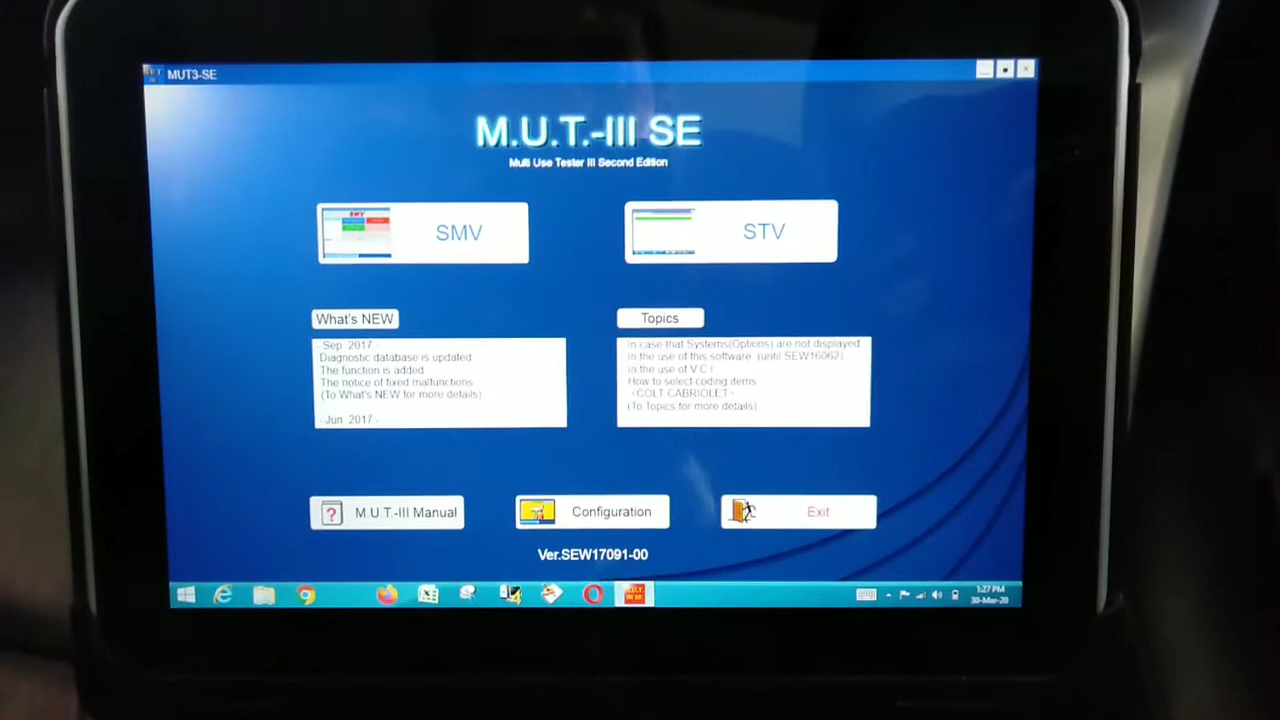 MUT3-SE
M.U.T.-III SE
Multi Use Tester III Second Edition
SMV
SMV
STV
What's NEW
Topics
- Sep. 2017 -
Diagnostic database is updated
The function is added
The notice of fixed malfunctions
(To What's NEW for more details)
- Jun. 2017 -
In case that Systems(Options) are not displayed
In the use of this software. (until SEW16062)
In the use of V.C.I.
How to select coding items
<COLT CABRIOLET>
(To Topics for more details)
M.U.T.-III Manual
Configuration
Exit
Ver.SEW17091-00
1:27 PM
30-Mar-20